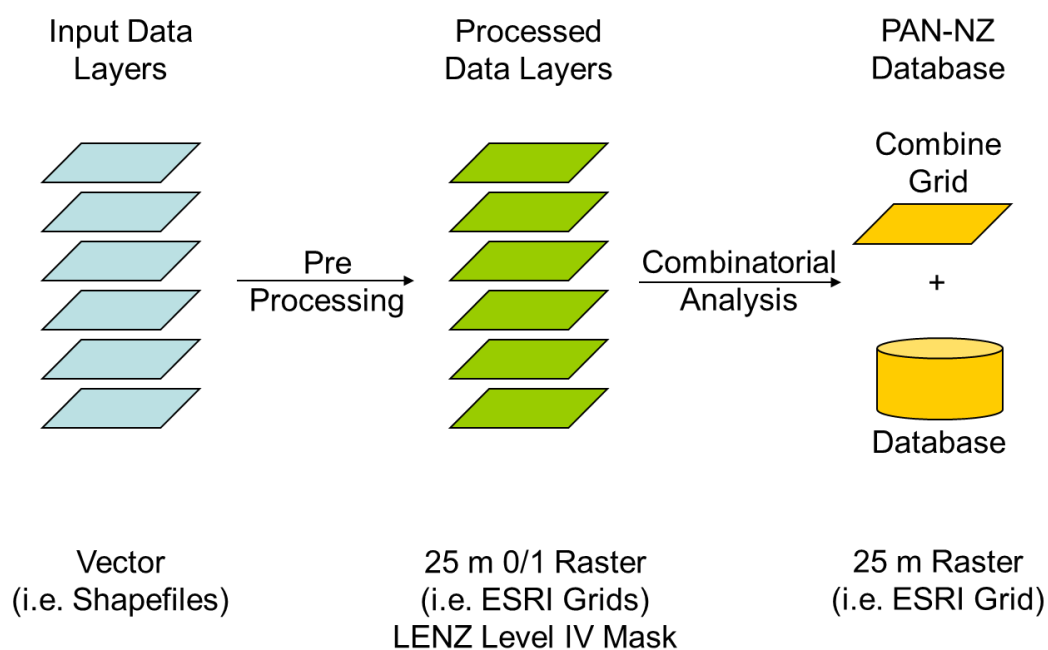 Input Data
Layers
Processed
Data Layers
PAN-NZ
Database
Pre
Processing
Combinatorial
Analysis
Combine
Grid
+
Database
Vector
(i.e. Shapefiles)
25 m 0/1 Raster
(i.e. ESRI Grids)
LENZ Level IV Mask
25 m Raster
(i.e. ESRI Grid)